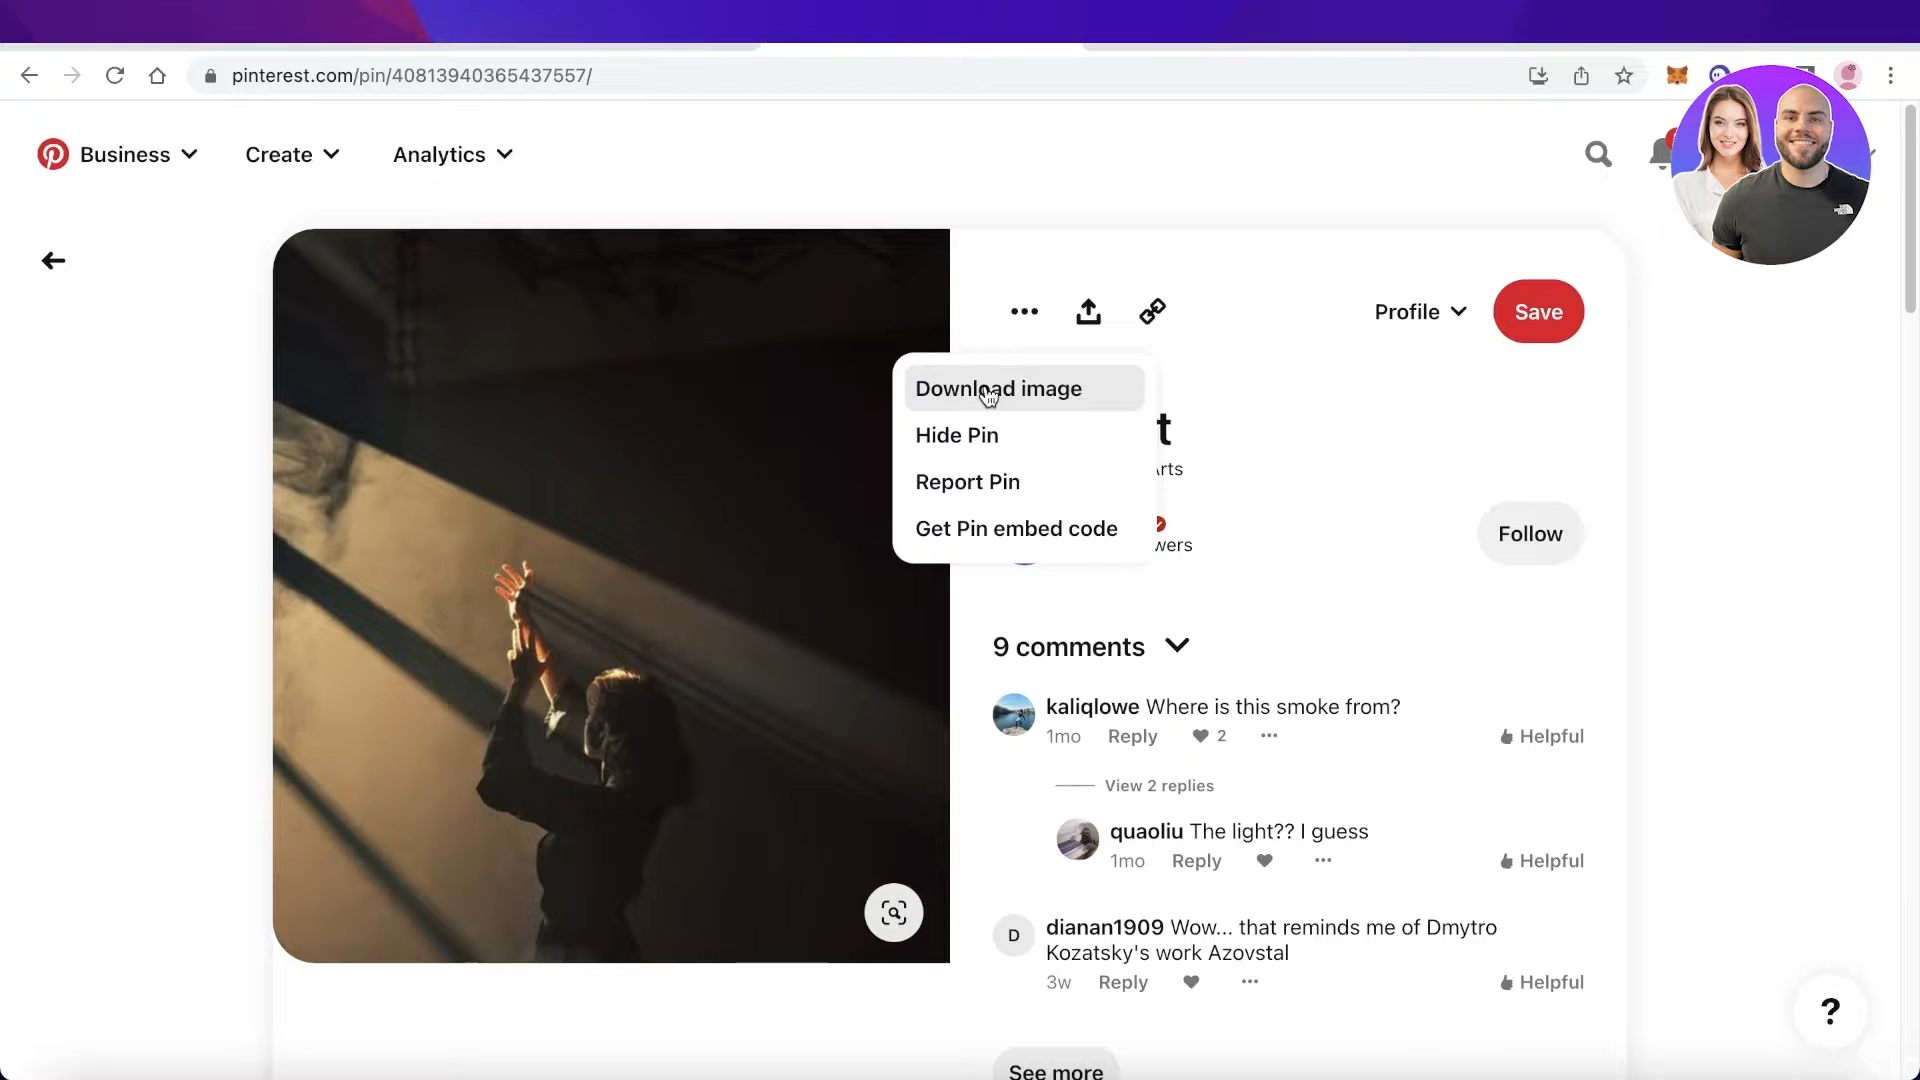 pinterest.com/pin/40813940365437557/
Business
Create
Analytics
Profile
Save
Download image
Hide Pin
Report Pin
Get Pin embed code
t
Arts
wers
Follow
9 comments
kaliqlowe Where is this smoke from?
1mo Reply 2 ... Helpful
View 2 replies
quaoliu The light?? I guess
1mo Reply ... Helpful
D
dianan1909 Wow... that reminds me of Dmytro
Kozatsky's work Azovstal
3w Reply ... Helpful
See more
?